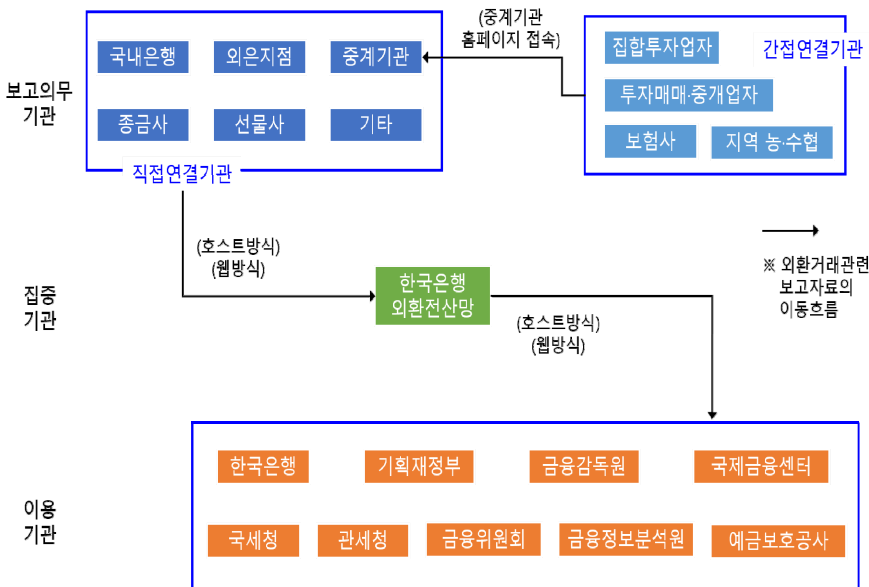 (중계기관
홈페이지 접속)
국내은행
외은지점
중계기관
종금사
선물사
기타
직접연결기관
보고의무
기관
집합투자업자
간접연결기관
투자매매·중개업자
보험사
지역 농·수협
(호스트방식)
(웹방식)
집중
기관
한국은행
외환전산망
(호스트방식)
(웹방식)
※ 외환거래관련
보고자료의
이동흐름
이용
기관
한국은행
기획재정부
금융감독원
국제금융센터
국세청
관세청
금융위원회
금융정보분석원
예금보호공사